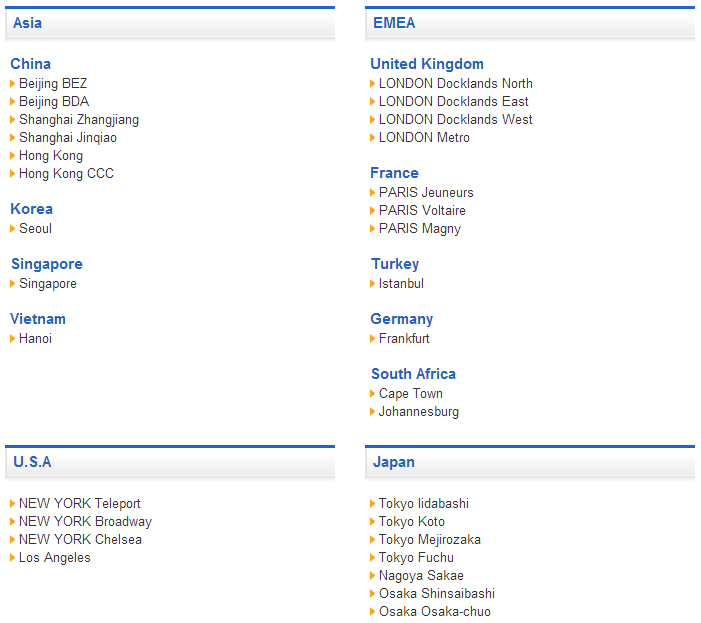 Asia
China
Beijing BEZ
Beijing BDA
Shanghai Zhangjiang
Shanghai Jinqiao
Hong Kong
Hong Kong CCC
Korea
Seoul
Singapore
Singapore
Vietnam
Hanoi
EMEA
United Kingdom
LONDON Docklands North
LONDON Docklands East
LONDON Docklands West
LONDON Metro
France
PARIS Jeuneurs
PARIS Voltaire
PARIS Magny
Turkey
Istanbul
Germany
Frankfurt
South Africa
Cape Town
Johannesburg
U.S.A
NEW YORK Teleport
NEW YORK Broadway
NEW YORK Chelsea
Los Angeles
Japan
Tokyo Iidabashi
Tokyo Koto
Tokyo Mejirozaka
Tokyo Fuchu
Nagoya Sakae
Osaka Shinsaibashi
Osaka Osaka-chuo